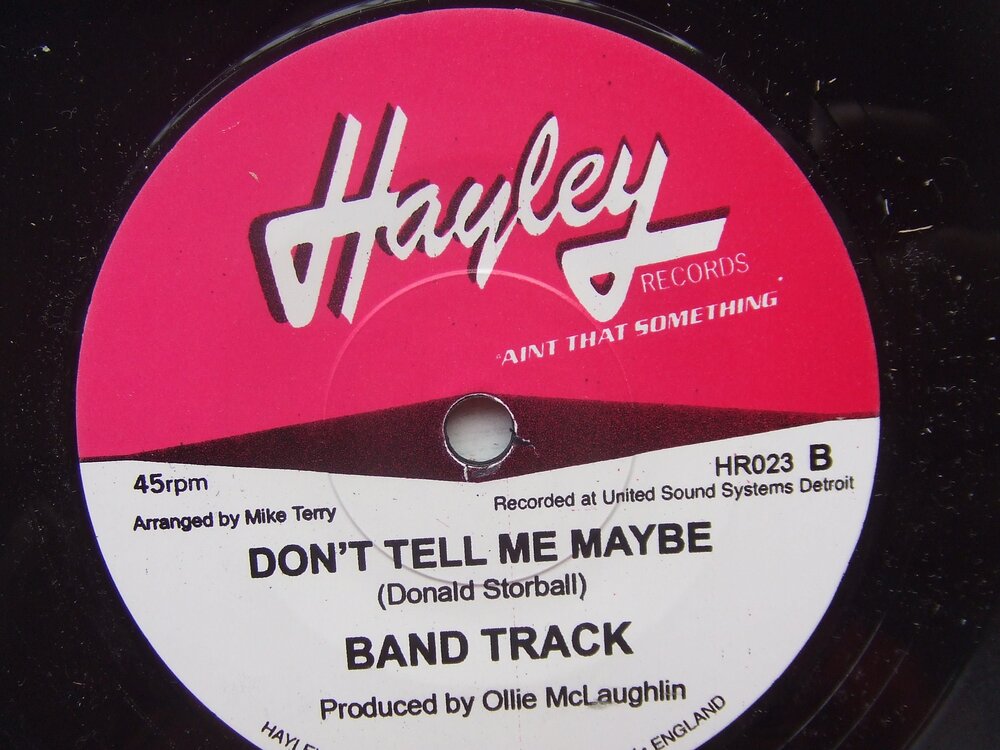 Hayley
RECORDS
"AINT THAT SOMETHING"
45rpm
HR023 B
Arranged by Mike Terry
Recorded at United Sound Systems Detroit
DON'T TELL ME MAYBE
(Donald Storball)
BAND TRACK
Produced by Ollie McLaughlin
ENGLAND